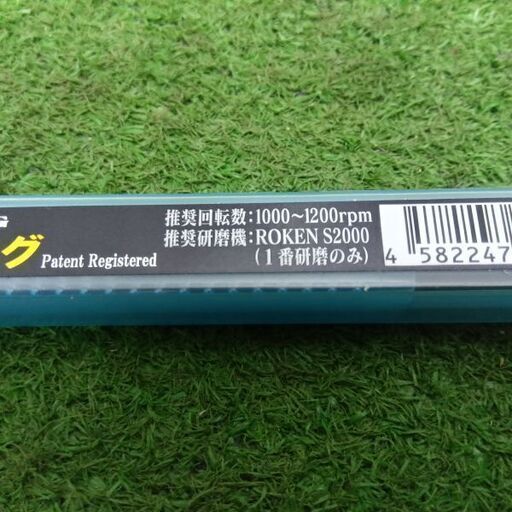 G
グ Patent Registered
推奨回転数:1000〜1200rpm
推奨研磨機:ROKEN S2000
(1番研磨のみ)
4 582247